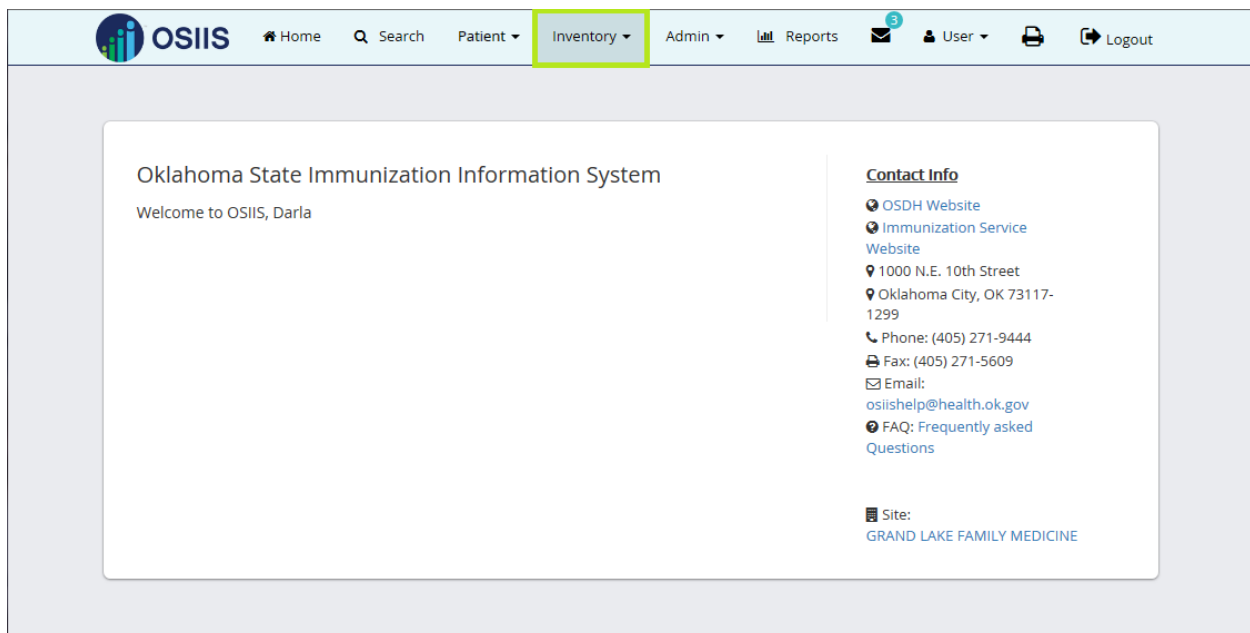 OSIIS Home Search Patient Inventory Admin Reports 3 User Logout
Oklahoma State Immunization Information System
Welcome to OSIIS, Darla
Contact Info
OSDH Website
Immunization Service
Website
1000 N.E. 10th Street
Oklahoma City, OK 73117-
1299
Phone: (405) 271-9444
Fax: (405) 271-5609
Email:
osiishelp@health.ok.gov
FAQ: Frequently asked
Questions
Site:
GRAND LAKE FAMILY MEDICINE